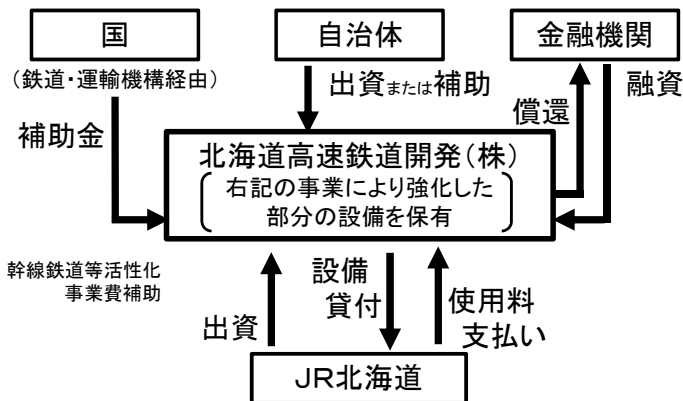 国
自治体
金融機関
(鉄道・運輸機構経由)
出資または補助
融資
償還
補助金
北海道高速鉄道開発(株)
右記の事業により強化した
部分の設備を保有
幹線鉄道等活性化
事業費補助
出資
設備
貸付
使用料
支払い
JR北海道